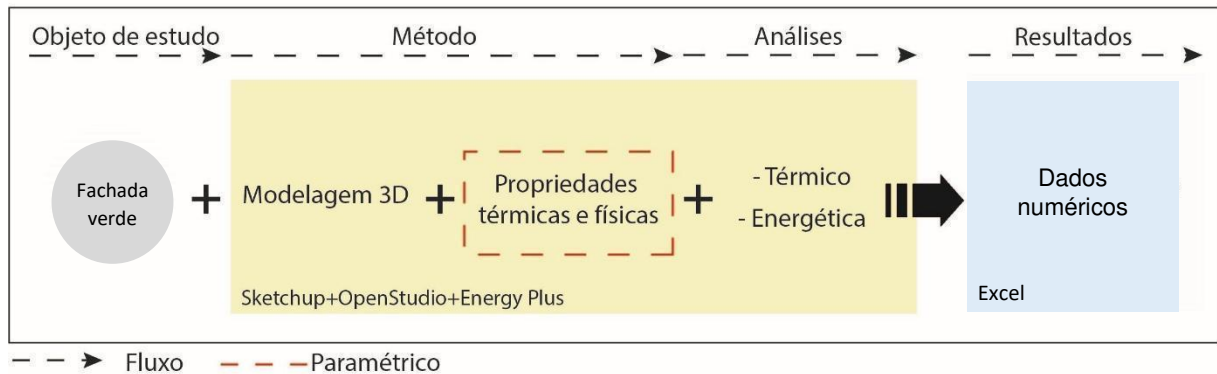 Objeto de estudo Método Análises Resultados
Fachada
verde
+ Modelagem 3D +
Propriedades
térmicas e físicas
+
- Térmico
- Energética
Sketchup+OpenStudio+Energy Plus
Dados
numéricos
Excel
Fluxo Paramétrico